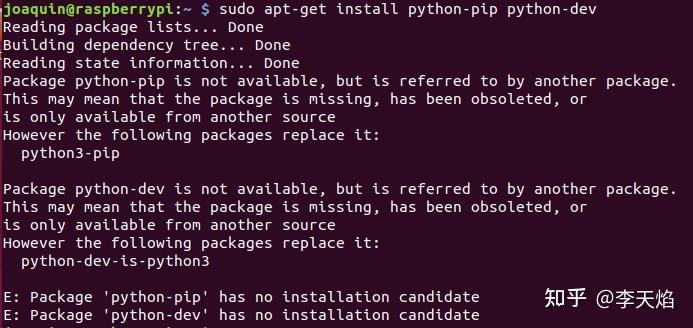 joaquin@raspberrypi:~ $ sudo apt-get install python-pip python-dev
Reading package lists... Done
Building dependency tree... Done
Reading state information... Done
Package python-pip is not available, but is referred to by another package.
This may mean that the package is missing, has been obsoleted, or
is only available from another source
However the following packages replace it:
  python3-pip

Package python-dev is not available, but is referred to by another package.
This may mean that the package is missing, has been obsoleted, or
is only available from another source
However the following packages replace it:
  python-dev-is-python3

E: Package 'python-pip' has no installation candidate
E: Package 'python-dev' has no installation candidate
知乎 @李天焰